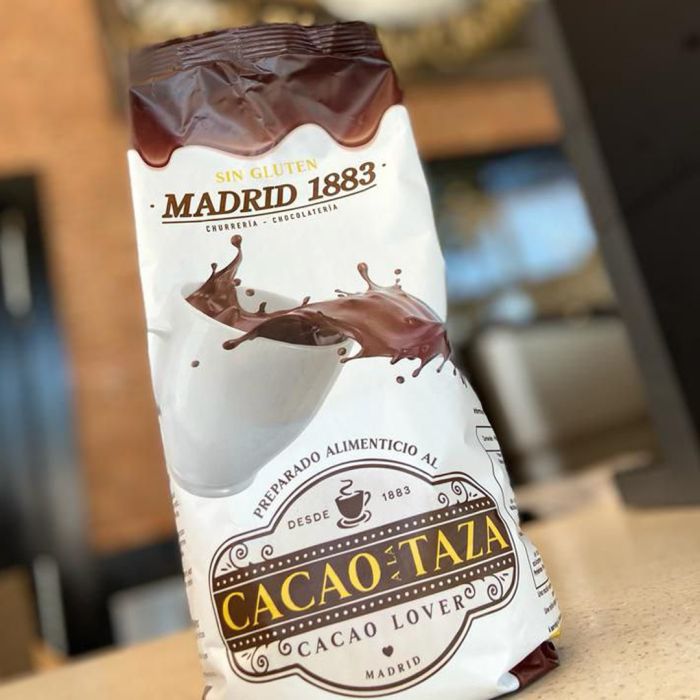 SIN GLUTEN
· MADRID 1883 ·
CHURRERÍA - CHOCOLATERÍA
PREPARADO ALIMENTICIO AL
DESDE 1883
CACAO A LA TAZA
CACAO LOVER
MADRID